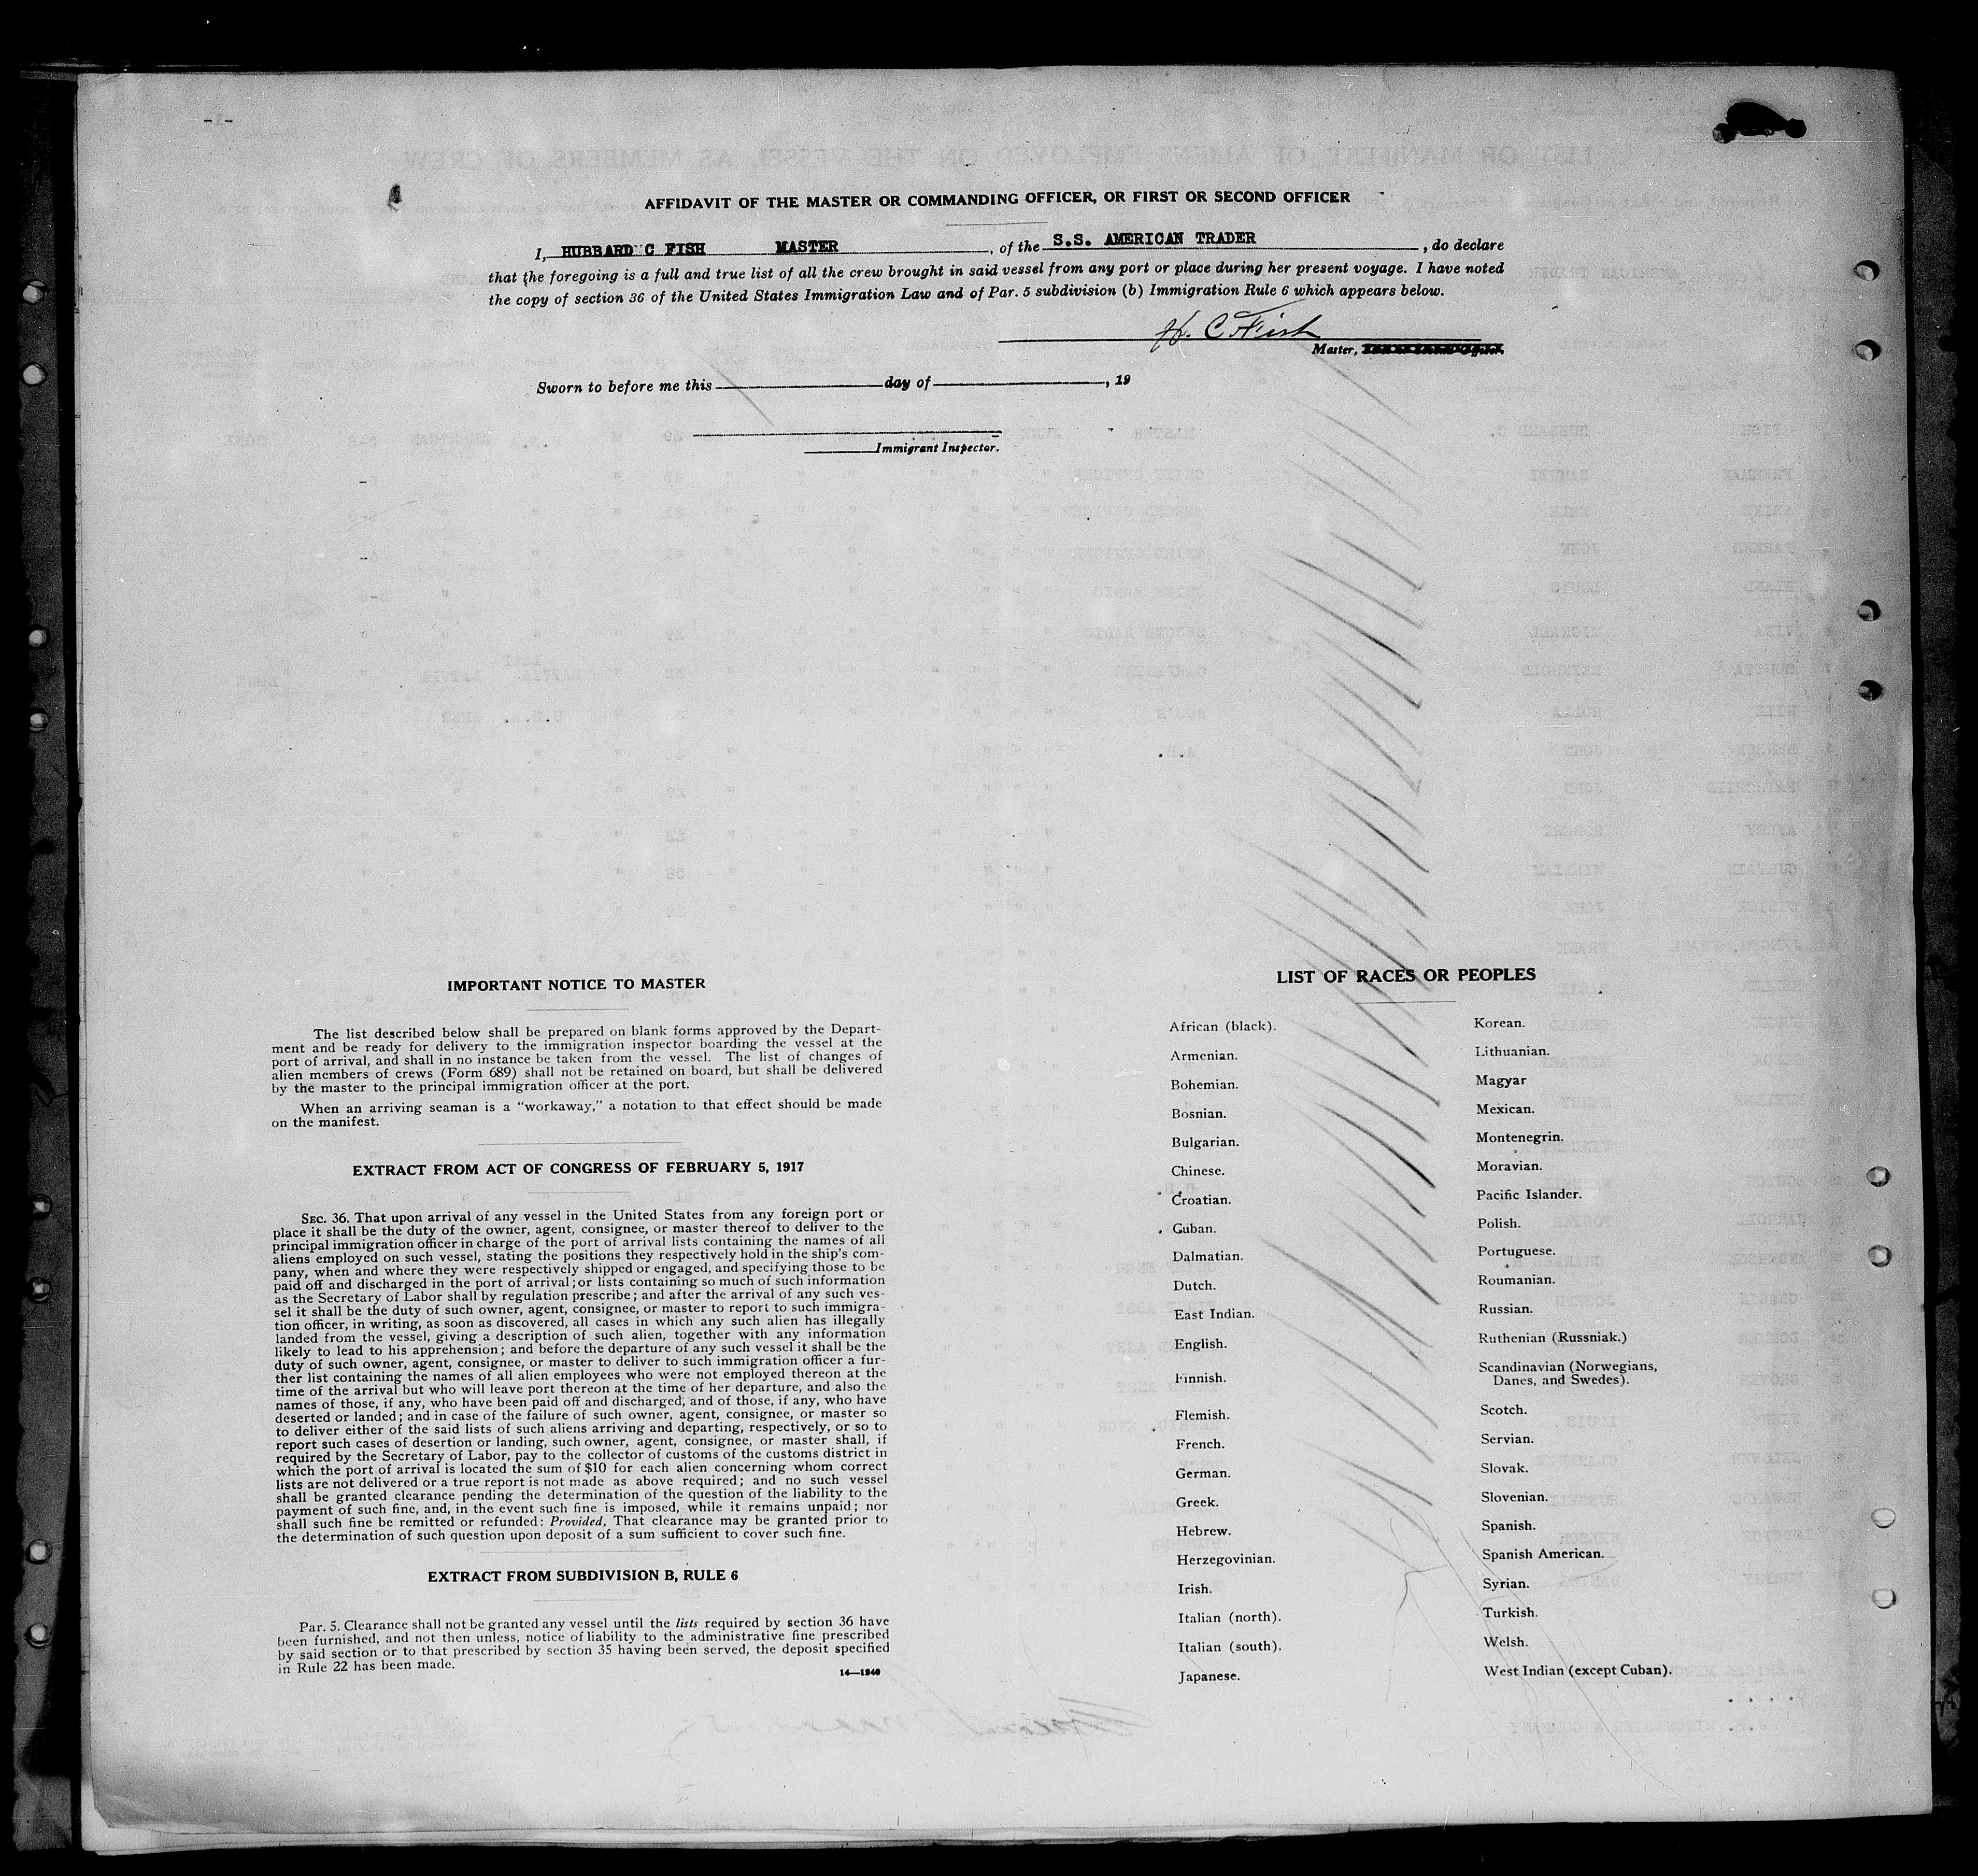 -1-
AFFIDAVIT OF THE MASTER OR COMMANDING OFFICER, OR FIRST OR SECOND OFFICER
I, HUBBARD C FISH MASTER, of the S.S. AMERICAN TRADER, do declare
that the foregoing is a full and true list of all the crew brought in said vessel from any port or place during her present voyage. I have noted
the copy of section 36 of the United States Immigration Law and of Par. 5 subdivision (b) Immigration Rule 6 which appears below.
H. C Fish
Master,
Sworn to before me this day of , 19
Immigrant Inspector.
IMPORTANT NOTICE TO MASTER
The list described below shall be prepared on blank forms approved by the Depart-
ment and be ready for delivery to the immigration inspector boarding the vessel at the
port of arrival, and shall in no instance be taken from the vessel. The list of changes of
alien members of crews (Form 689) shall not be retained on board, but shall be delivered
by the master to the principal immigration officer at the port.
When an arriving seaman is a "workaway," a notation to that effect should be made
on the manifest.
EXTRACT FROM ACT OF CONGRESS OF FEBRUARY 5, 1917
SEC. 36. That upon arrival of any vessel in the United States from any foreign port or
place it shall be the duty of the owner, agent, consignee, or master thereof to deliver to the
principal immigration officer in charge of the port of arrival lists containing the names of all
aliens employed on such vessel, stating the positions they respectively hold in the ship's com-
pany, when and where they were respectively shipped or engaged, and specifying those to be
paid off and discharged in the port of arrival; or lists containing so much of such information
as the Secretary of Labor shall by regulation prescribe; and after the arrival of any such ves-
sel it shall be the duty of such owner, agent, consignee, or master to report to such immigra-
tion officer, in writing, as soon as discovered, all cases in which any such alien has illegally
landed from the vessel, giving a description of such alien, together with any information
likely to lead to his apprehension; and before the departure of any such vessel it shall be the
duty of such owner, agent, consignee, or master to deliver to such immigration officer a fur-
ther list containing the names of all alien employees who were not employed thereon at the
time of the arrival but who will leave port thereon at the time of her departure, and also the
names of those, if any, who have been paid off and discharged, and of those, if any, who have
deserted or landed; and in case of the failure of such owner, agent, consignee, or master so
to deliver either of the said lists of such aliens arriving and departing, respectively, or so to
report such cases of desertion or landing, such owner, agent, consignee, or master shall, if
required by the Secretary of Labor, pay to the collector of customs of the customs district in
which the port of arrival is located the sum of $10 for each alien concerning whom correct
lists are not delivered or a true report is not made as above required; and no such vessel
shall be granted clearance pending the determination of the question of the liability to the
payment of such fine, and, in the event such fine is imposed, while it remains unpaid; nor
shall such fine be remitted or refunded: Provided, That clearance may be granted prior to
the determination of such question upon deposit of a sum sufficient to cover such fine.
EXTRACT FROM SUBDIVISION B, RULE 6
Par. 5. Clearance shall not be granted any vessel until the lists required by section 36 have
been furnished, and not then unless, notice of liability to the administrative fine prescribed
by said section or to that prescribed by section 35 having been served, the deposit specified
in Rule 22 has been made.
14—1240
LIST OF RACES OR PEOPLES
African (black).
Armenian.
Bohemian.
Bosnian.
Bulgarian.
Chinese.
Croatian.
Cuban.
Dalmatian.
Dutch.
East Indian.
English.
Finnish.
Flemish.
French.
German.
Greek.
Hebrew.
Herzegovinian.
Irish.
Italian (north).
Italian (south).
Japanese.
Korean.
Lithuanian.
Magyar
Mexican.
Montenegrin.
Moravian.
Pacific Islander.
Polish.
Portuguese.
Roumanian.
Russian.
Ruthenian (Russniak.)
Scandinavian (Norwegians,
Danes, and Swedes).
Scotch.
Servian.
Slovak.
Slovenian.
Spanish.
Spanish American.
Syrian.
Turkish.
Welsh.
West Indian (except Cuban).